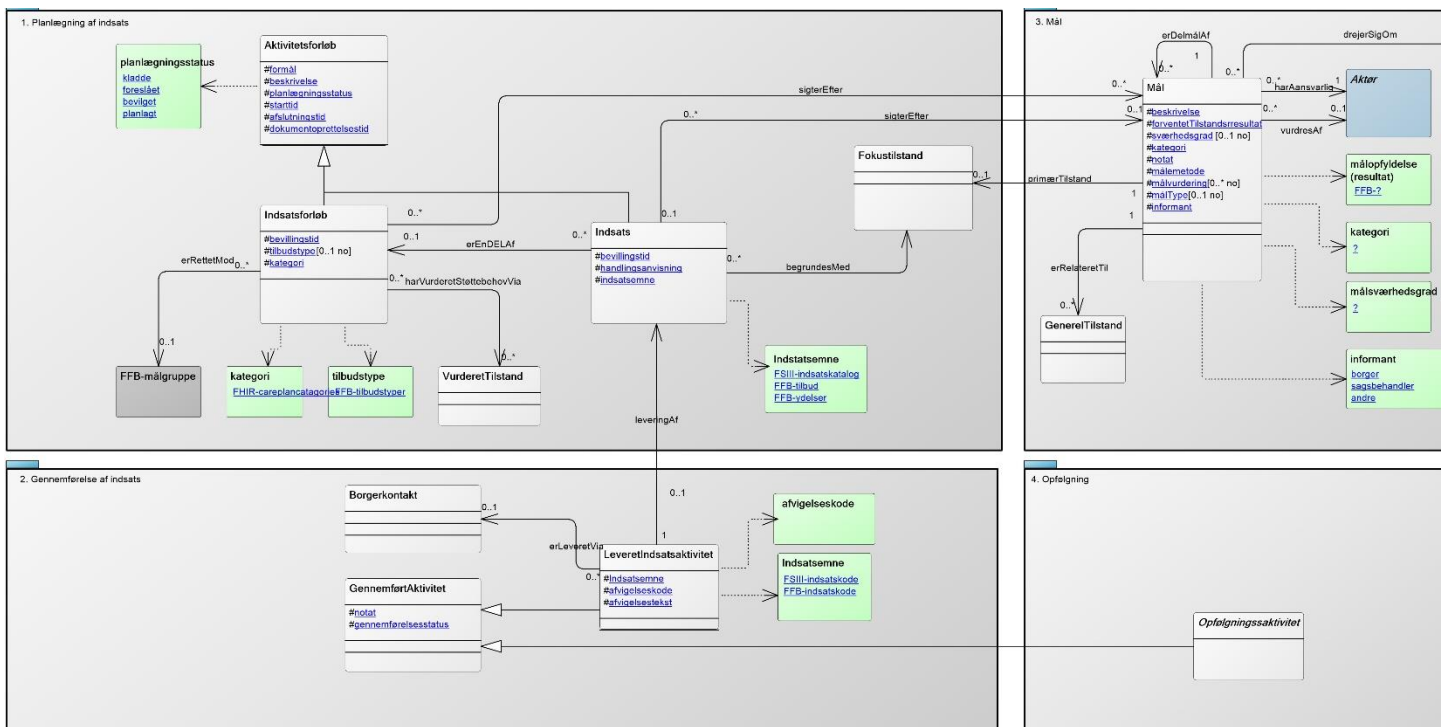 1. Planlægning af indsats
planlægningsstatus
kladde
foreslået
bevilget
planlagt
Aktivitetsforløb
#formål
#beskrivelse
#planlægningsstatus
#starttid
#afslutningstid
#dokumentoprettelsestid
sigterEfter
0..*
sigterEfter
0..*
0..1
Fokustilstand
0..1
primærTilstand
Indsatsforløb
#bevillingstid
#tilbudstype[0..1 no]
#kategori
0..*
0..1
erEnDELAf
0..*
0..1
Indsats
#bevillingstid
#handlingsanvisning
#indsatsemne
0..*
begrundesMed
erRettetMod
0..*
0..*
harVurderetStøttebehovVia
0..1
0..*
FFB-målgruppe
kategori
FHIR-careplancatagories
tilbudstype
FFB-tilbudstyper
VurderetTilstand
Indstatsemne
FSIII-indsatskatalog
FFB-tilbud
FFB-ydelser
leveringAf
0..1
1
3. Mål
erDelmålAf
1
0..*
0..*
drejerSigOm
Mål
#beskrivelse
#forventetTilstandsrresultat
#sværhedsgrad [0..1 no]
#kategori
#notat
#målemetode
#målvurdering[0..* no]
#målType[0..1 no]
#informant
0..*
harAansvarlig
1
0..*
0..1
vurdresAf
Aktør
målopfyldelse
(resultat)
FFB-?
kategori
?
målsværhedsgrad
?
informant
borger
sagsbehandler
andre
1
1
erRelateretTil
0..*
GenerelTilstand
2. Gennemførelse af indsats
Borgerkontakt
0..1
erLeveretVia
0..*
LeveretIndsatsaktivitet
#Indsatsemne
#afvigelseskode
#afvigelsestekst
afvigelseskode
Indsatsemne
FSIII-indsatskode
FFB-indsatskode
GennemførtAktivitet
#notat
#gennemførelsesstatus
4. Opfølgning
Opfølgningssaktivitet